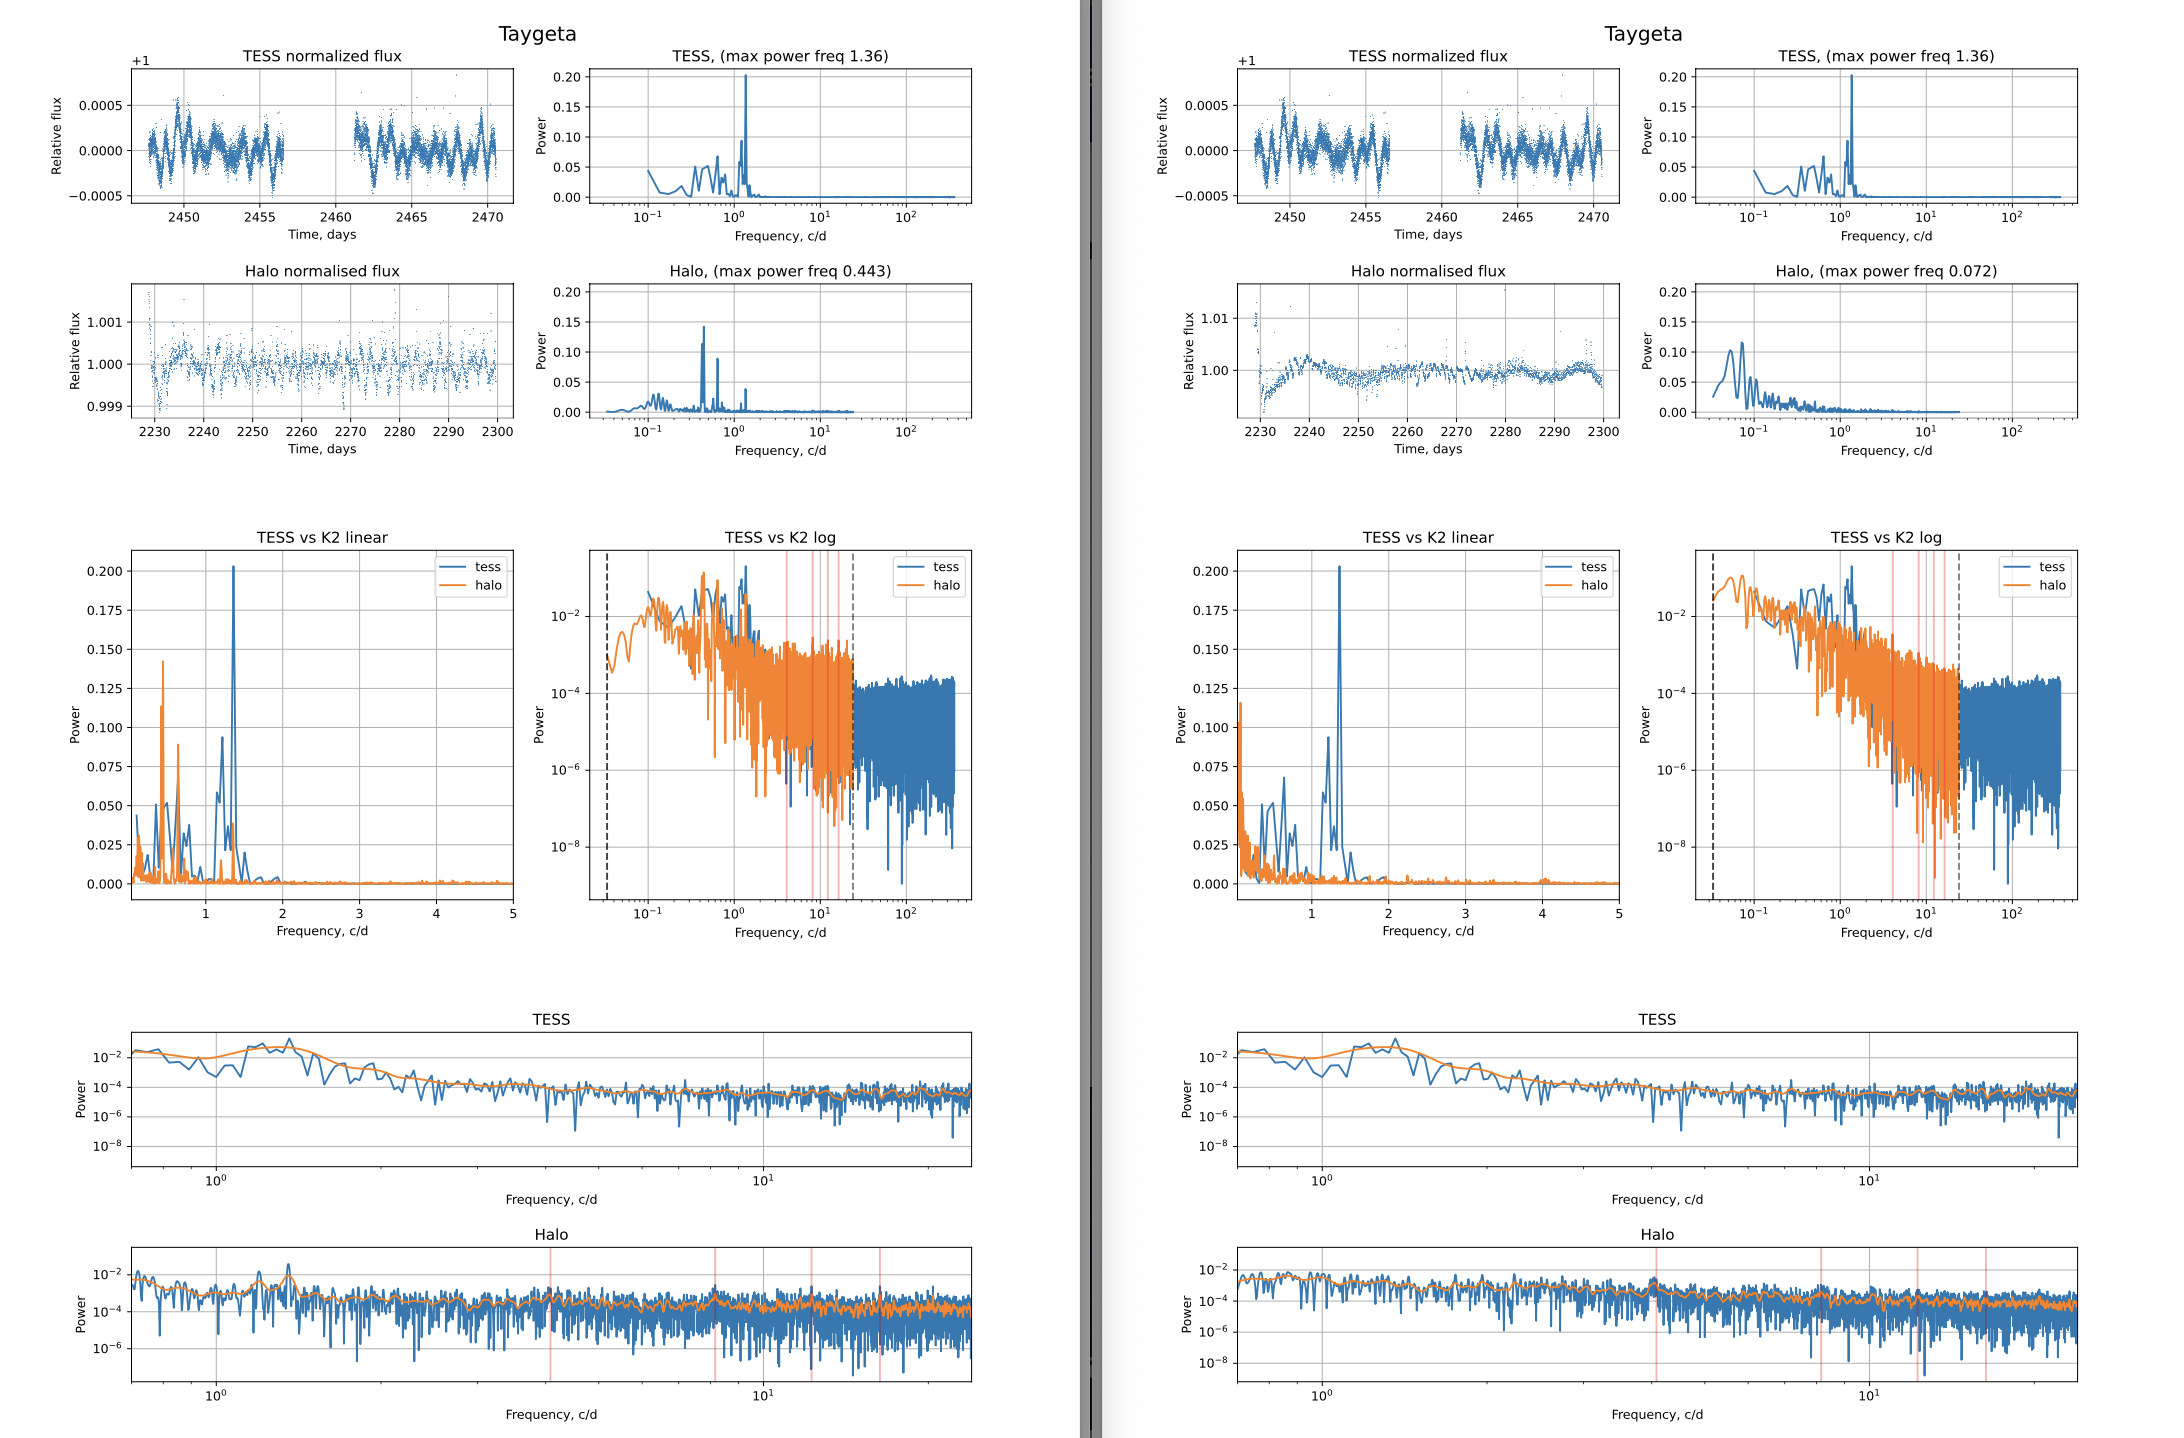 Taygeta
TESS normalized flux
+1
0.0005
0.0000
−0.0005
Relative flux
2450 2455 2460 2465 2470
Time, days
TESS, (max power freq 1.36)
0.20
0.15
0.10
0.05
0.00
Power
10−1 100 101 102
Frequency, c/d
Halo normalised flux
1.001
1.000
0.999
Relative flux
2230 2240 2250 2260 2270 2280 2290 2300
Time, days
Halo, (max power freq 0.443)
0.20
0.15
0.10
0.05
0.00
Power
10−1 100 101 102
Frequency, c/d
TESS vs K2 linear
tess
halo
0.200
0.175
0.150
0.125
0.100
0.075
0.050
0.025
0.000
Power
1 2 3 4 5
Frequency, c/d
TESS vs K2 log
tess
halo
10−2
10−4
10−6
10−8
Power
10−1 100 101 102
Frequency, c/d
TESS
10−2
10−4
10−6
10−8
Power
100 101
Frequency, c/d
Halo
10−2
10−4
10−6
Power
100 101
Frequency, c/d
Taygeta
TESS normalized flux
+1
0.0005
0.0000
−0.0005
Relative flux
2450 2455 2460 2465 2470
Time, days
TESS, (max power freq 1.36)
0.20
0.15
0.10
0.05
0.00
Power
10−1 100 101 102
Frequency, c/d
Halo normalised flux
1.01
1.00
Relative flux
2230 2240 2250 2260 2270 2280 2290 2300
Time, days
Halo, (max power freq 0.072)
0.20
0.15
0.10
0.05
0.00
Power
10−1 100 101 102
Frequency, c/d
TESS vs K2 linear
tess
halo
0.200
0.175
0.150
0.125
0.100
0.075
0.050
0.025
0.000
Power
1 2 3 4 5
Frequency, c/d
TESS vs K2 log
tess
halo
10−2
10−4
10−6
10−8
Power
10−1 100 101 102
Frequency, c/d
TESS
10−2
10−4
10−6
10−8
Power
100 101
Frequency, c/d
Halo
10−2
10−4
10−6
10−8
Power
100 101
Frequency, c/d